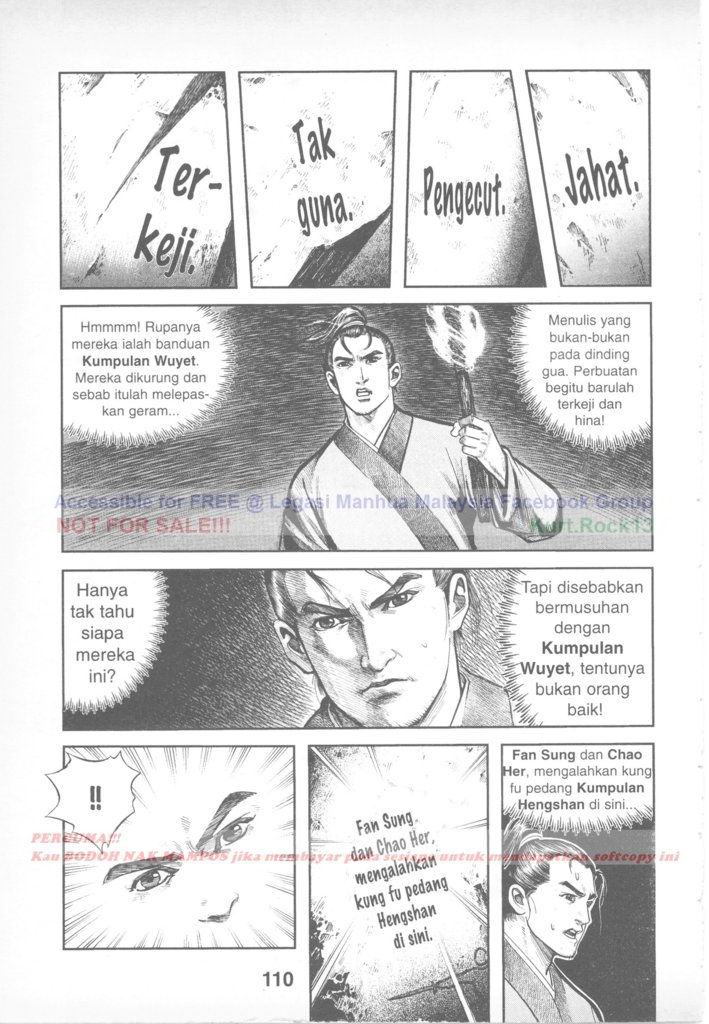 Ter-
keji.
Tak
guna.
Pengecut.
Jahat.
Hmmmm! Rupanya
mereka ialah banduan
Kumpulan Wuyet.
Mereka dikurung dan
sebab itulah melepas-
kan geram...
Menulis yang
bukan-bukan
pada dinding
gua. Perbuatan
begitu barulah
terkeji dan
hina!
Accessible for FREE @ Legasi Manhua Malaysia Facebook Group
NOT FOR SALE!!!
Kurt.Rock13
Hanya
tak tahu
siapa
mereka
ini?
Tapi disebabkan
bermusuhan
dengan
Kumpulan
Wuyet, tentunya
bukan orang
baik!
!!
Fan Sung
dan Chao Her,
mengalahkan
kung fu pedang
Hengshan
di sini.
Fan Sung dan Chao
Her, mengalahkan kung
fu pedang Kumpulan
Hengshan di sini...
PERCUMA!!!
Kau BODOH NAK MAMPOS jika membayar pada sesiapa untuk mendapatkan softcopy ini
110